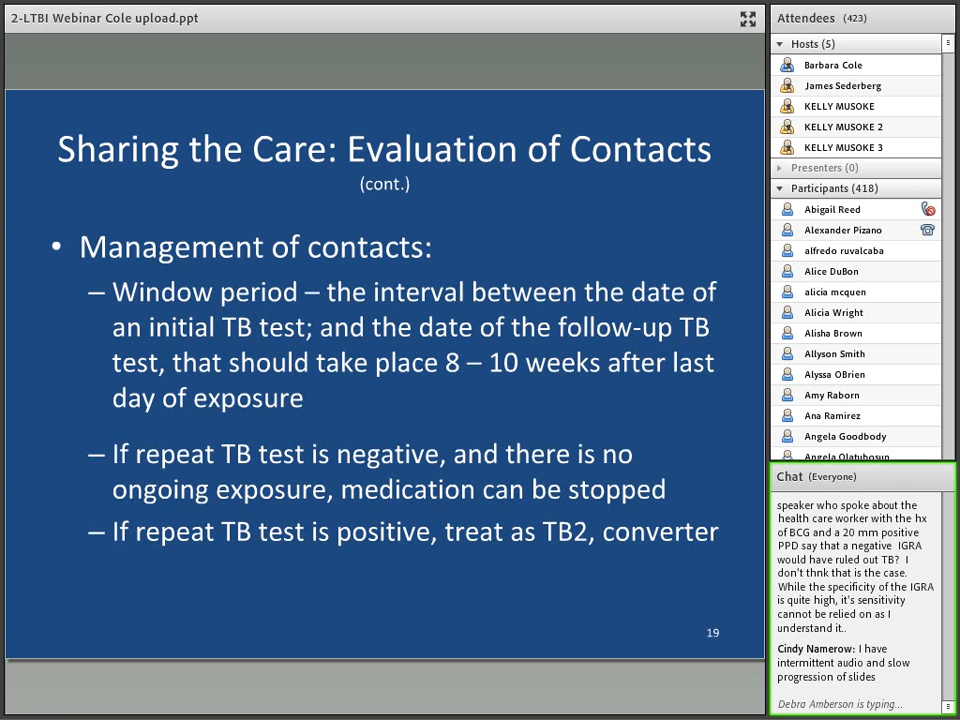 2-LTBI Webinar Cole upload.ppt
Sharing the Care: Evaluation of Contacts
(cont.)
• Management of contacts:
– Window period – the interval between the date of
an initial TB test; and the date of the follow-up TB
test, that should take place 8 – 10 weeks after last
day of exposure
– If repeat TB test is negative, and there is no
ongoing exposure, medication can be stopped
– If repeat TB test is positive, treat as TB2, converter
19
Attendees (423)
Hosts (5)
Barbara Cole
James Sederberg
KELLY MUSOKE
KELLY MUSOKE 2
KELLY MUSOKE 3
Presenters (0)
Participants (418)
Abigail Reed
Alexander Pizano
alfredo ruvalcaba
Alice DuBon
alicia mcquen
Alicia Wright
Alisha Brown
Allyson Smith
Alyssa OBrien
Amy Raborn
Ana Ramirez
Angela Goodbody
Angela Olatubosun
Chat (Everyone)
speaker who spoke about the
health care worker with the hx
of BCG and a 20 mm positive
PPD say that a negative IGRA
would have ruled out TB? I
don't thnk that is the case.
While the specificity of the IGRA
is quite high, it's sensitivity
cannot be relied on as I
understand it..
Cindy Namerow: I have
intermittent audio and slow
progression of slides
Debra Amberson is typing...